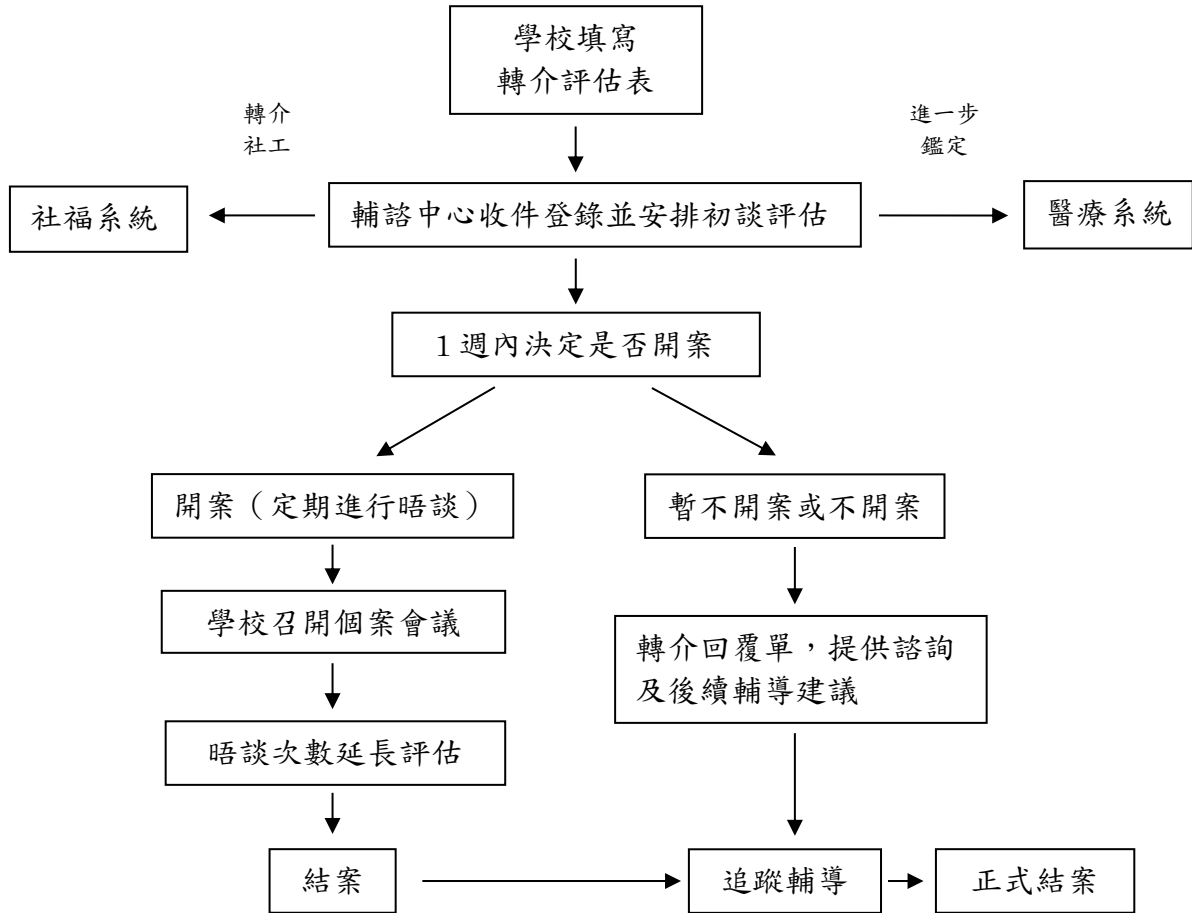 學校填寫
轉介評估表
轉介
社工
進一步
鑑定
社福系統
輔諮中心收件登錄並安排初談評估
醫療系統
1 週內決定是否開案
開案（定期進行晤談）
暫不開案或不開案
學校召開個案會議
轉介回覆單，提供諮詢
及後續輔導建議
晤談次數延長評估
結案
追蹤輔導
正式結案